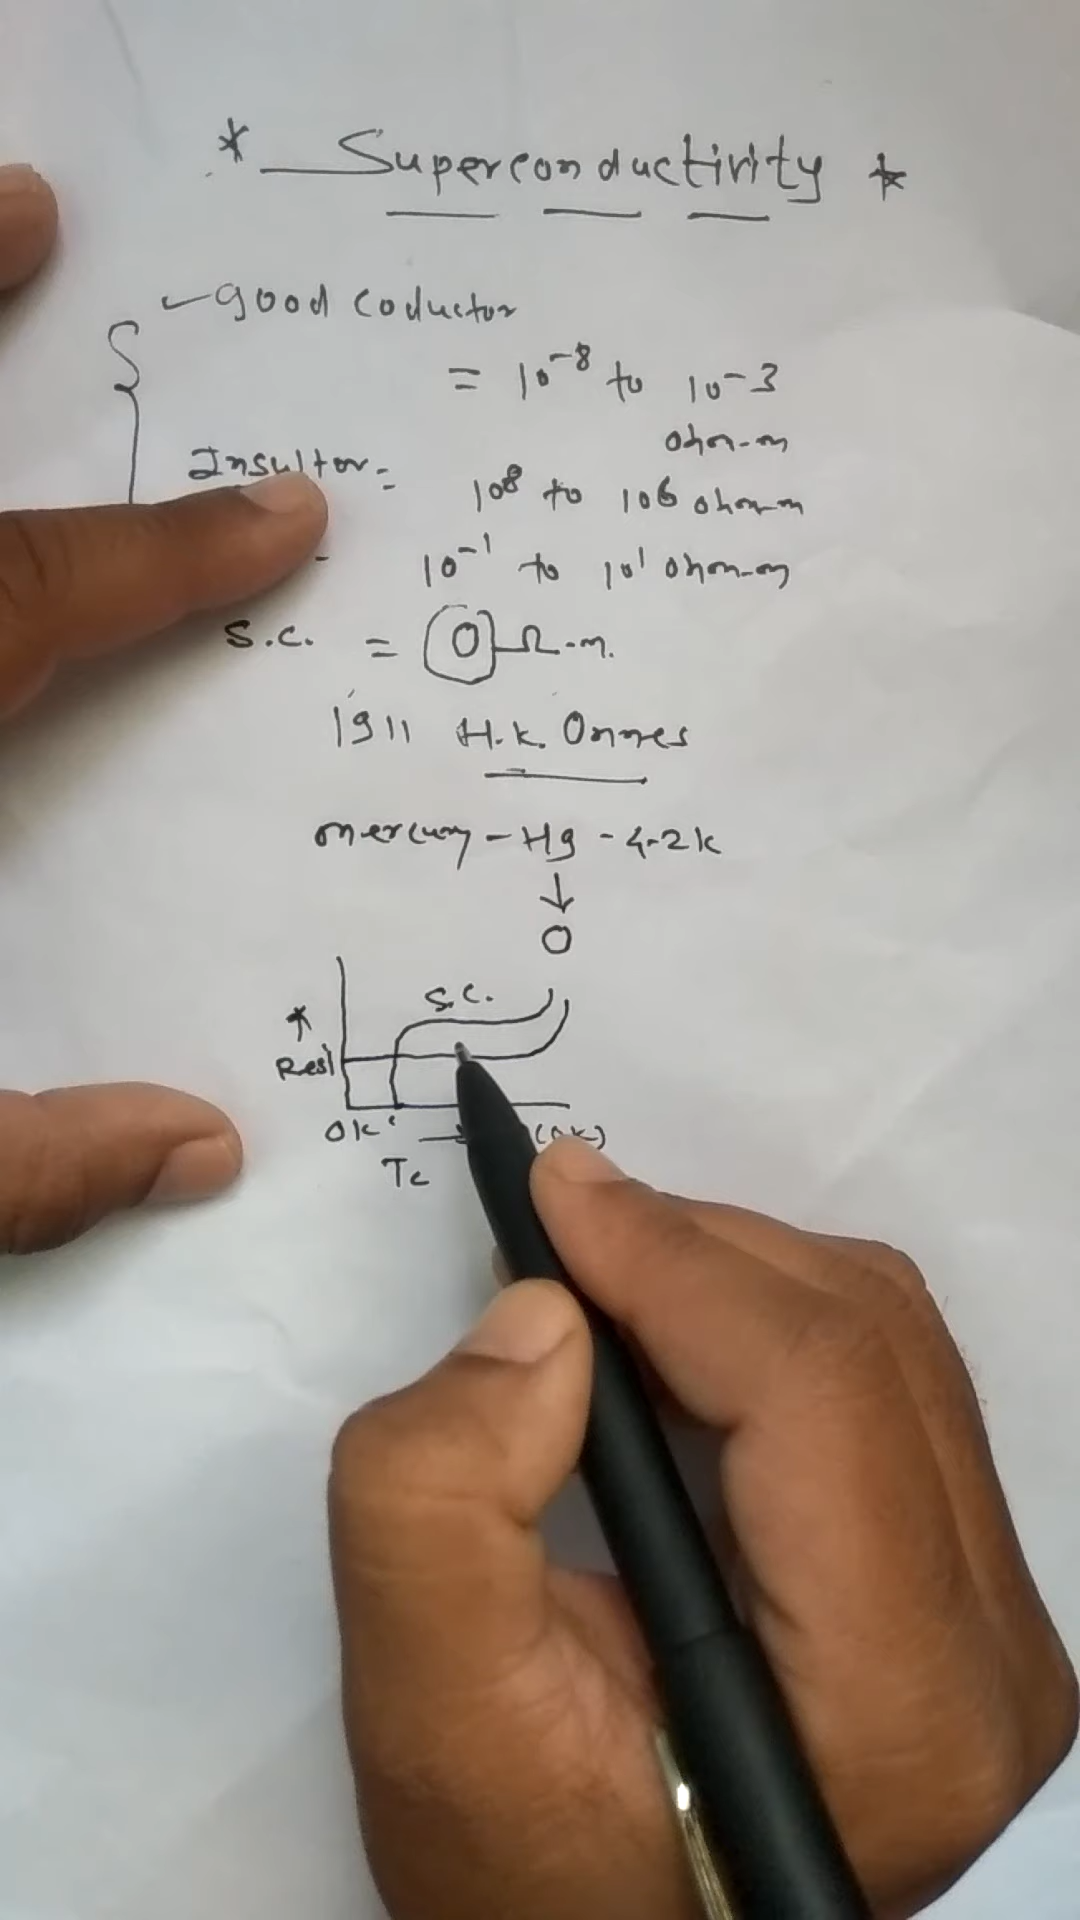 * Superconductivity *
good coductor
= 10⁻⁸ to 10⁻³
ohm-m
Insultor =
10⁸ to 10⁶ ohm-m
- 10⁻¹ to 10¹ ohm-m
S.C. = 0 Ω-m.
1911 H.K. Onnes
mercury - Hg - 4.2k
↓
0
S.C.
Res
0k
Tc